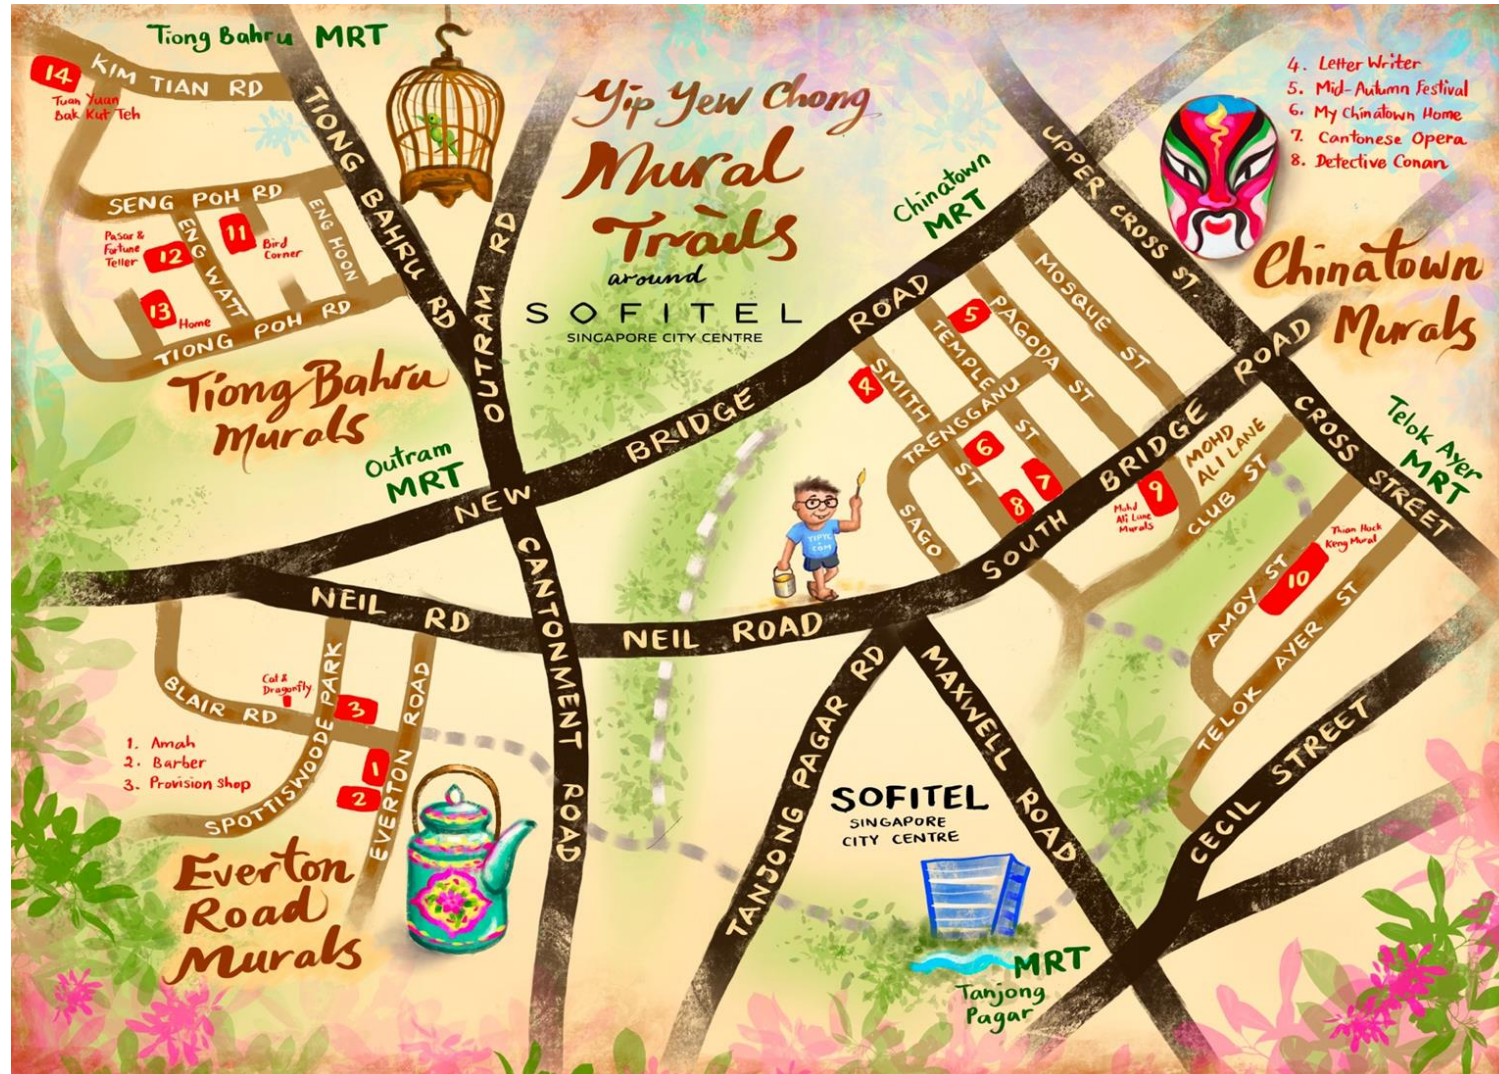 Tiong Bahru MRT
14
KIM TIAN RD
Tuan Yuan
Bak Kut Teh
TIONG BAHRU RD
SENG POH RD
ENG HOON
ENG WATT
Pasar &
Fortune
Teller
12
11
Bird
Corner
13
Home
TIONG POH RD
Tiong Bahru
Murals
OUTRAM RD
Yip Yew Chong
Mural
Trails
around
SOFITEL
SINGAPORE CITY CENTRE
Outram
MRT
NEW BRIDGE ROAD
Chinatown
MRT
UPPER CROSS ST.
4. Letter Writer
5. Mid-Autumn Festival
6. My Chinatown Home
7. Cantonese Opera
8. Detective Conan
Chinatown
Murals
MOSQUE ST
PAGODA ST
TEMPLE ST
5
SMITH ST
4
TRENGGANU
SAGO
6
7
8
SOUTH BRIDGE ROAD
9
Mohd
Ali Lane
Murals
MOHD
ALI LANE
CLUB ST
CROSS STREET
Telok Ayer
MRT
Thian Hock
Keng Mural
10
AMOY ST
TELOK AYER ST
CECIL STREET
YIPYC
.COM
NEIL RD
NEIL ROAD
CANTONMENT ROAD
TANJONG PAGAR RD
MAXWELL ROAD
BLAIR RD
Cat &
Dragonfly
SPOTTISWOODE PARK
3
1
2
EVERTON ROAD
1. Amah
2. Barber
3. Provision Shop
Everton
Road
Murals
SOFITEL
SINGAPORE
CITY CENTRE
MRT
Tanjong
Pagar